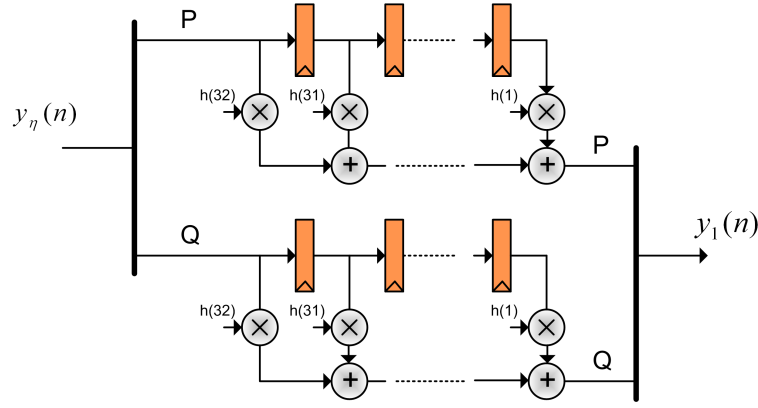 P
h(32) h(31) h(1)
y_η(n)
P
Q
y_1(n)
h(32) h(31) h(1)
Q